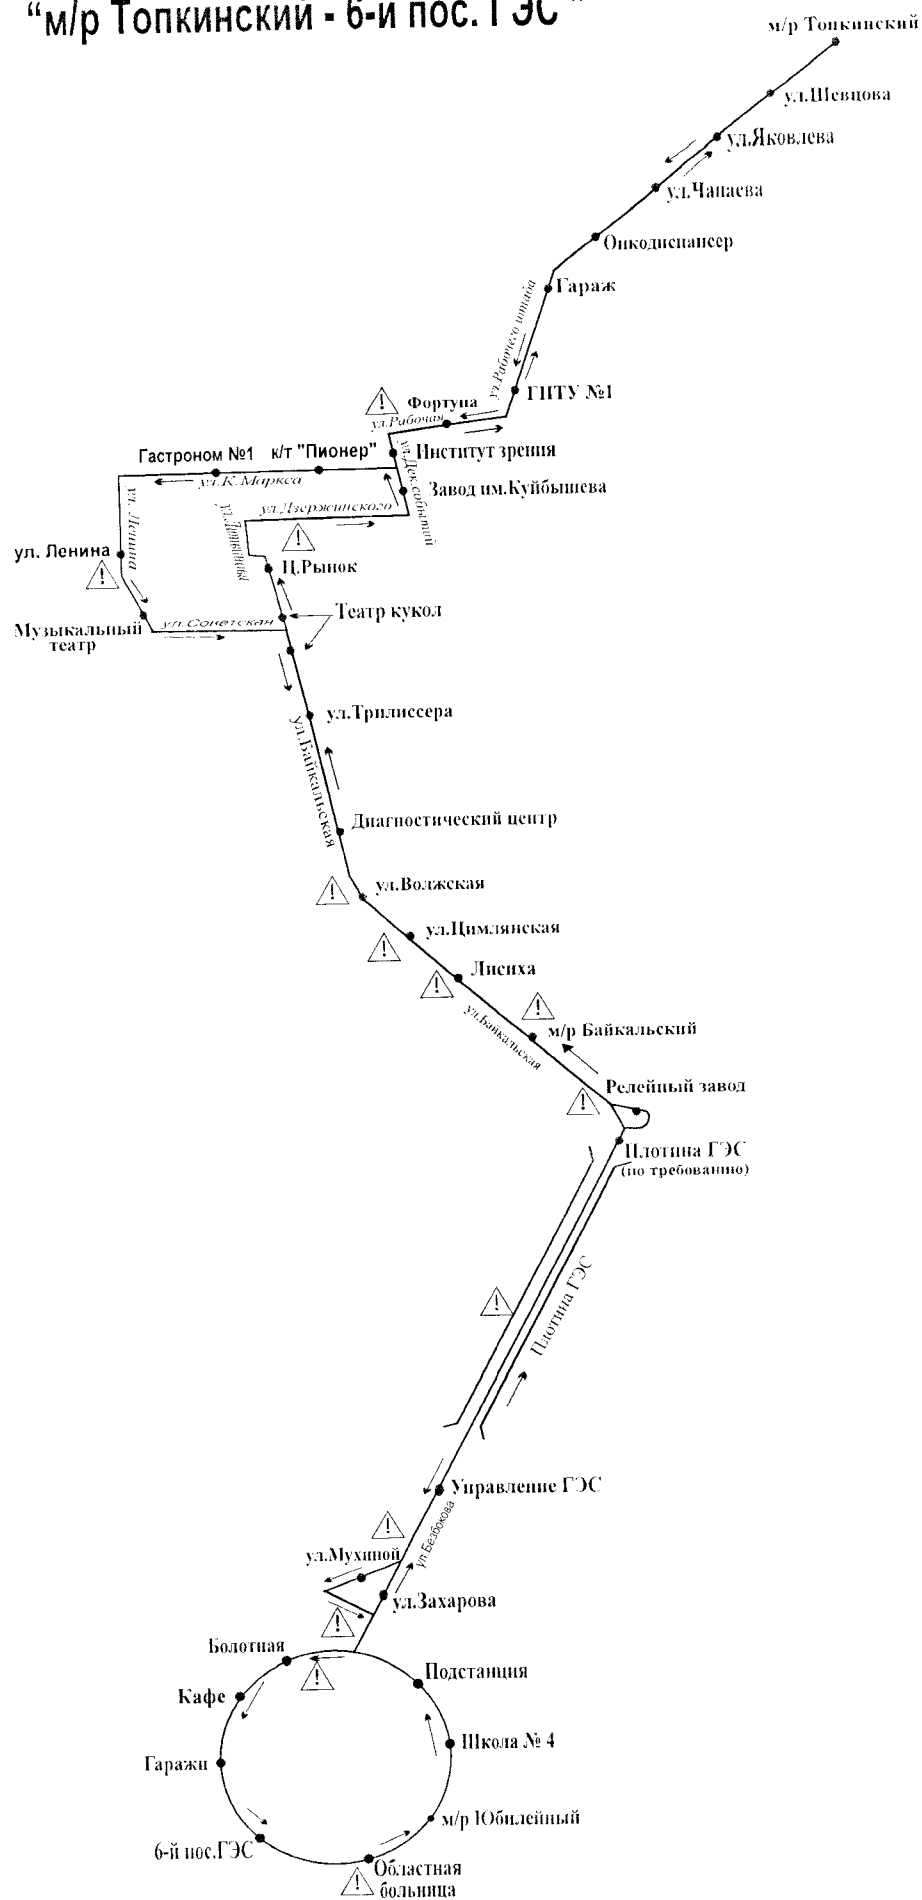 “м/р Топкинский - 6-й пос. ГЭС”
м/р Топкинский
ул.Шевцова
ул.Яковлева
ул.Чапаева
Онкодиспансер
Гараж
ул.Рабочего штаба
ГПТУ №1
!
Фортуна
ул.Рабочая
Институт зрения
ул.Дек.событий
Гастроном №1
к/т "Пионер"
ул.К.Маркса
Завод им.Куйбышева
ул.Дзержинского
ул. Ленина
ул. Ленина
!
!
Ц.Рынок
Театр кукол
Музыкальный
театр
ул.Советская
ул.Трилиссера
ул.Байкальская
Диагностический центр
!
ул.Волжская
!
ул.Цимлянская
!
Лисиха
!
ул.Байкальская
м/р Байкальский
!
Релейный завод
Плотина ГЭС
(по требованию)
!
Плотина ГЭС
Управление ГЭС
!
ул.Безбокова
ул.Мухиной
ул.Захарова
!
Болотная
!
Подстанция
Кафе
Школа № 4
Гаражи
м/р Юбилейный
6-й пос.ГЭС
!
Областная
больница